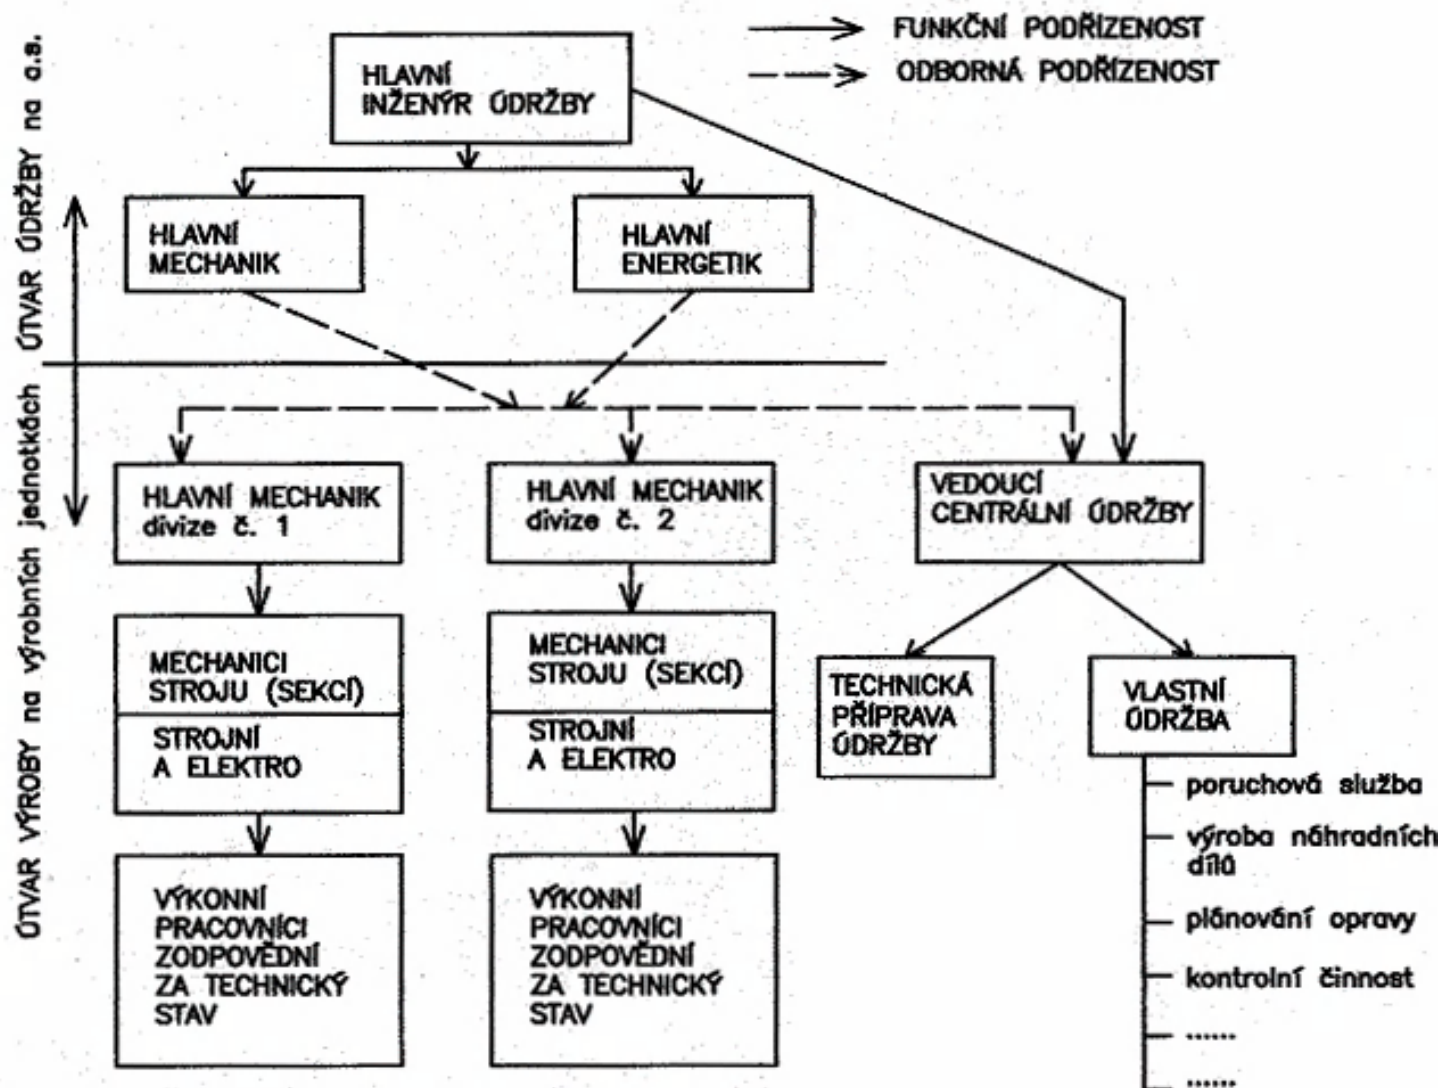 FUNKČNÍ PODŘÍZENOST
ODBORNÁ PODŘÍZENOST
ÚTVAR ÚDRŽBY na a.s.
ÚTVAR VÝROBY na výrobních jednotkách
HLAVNÍ
INŽENÝR ÚDRŽBY
HLAVNÍ
MECHANIK
HLAVNÍ
ENERGETIK
HLAVNÍ MECHANIK
divize č. 1
HLAVNÍ MECHANIK
divize č. 2
VEDOUCÍ
CENTRÁLNÍ ÚDRŽBY
MECHANICI
STROJU (SEKCÍ)
STROJNÍ
A ELEKTRO
MECHANICI
STROJU (SEKCÍ)
STROJNÍ
A ELEKTRO
TECHNICKÁ
PŘÍPRAVA
ÚDRŽBY
VLASTNÍ
ÚDRŽBA
poruchová služba
výroba náhradních
dílů
plánování opravy
kontrolní činnost
......
......
VÝKONNÍ
PRACOVNÍCI
ZODPOVĚDNÍ
ZA TECHNICKÝ
STAV
VÝKONNÍ
PRACOVNÍCI
ZODPOVĚDNÍ
ZA TECHNICKÝ
STAV